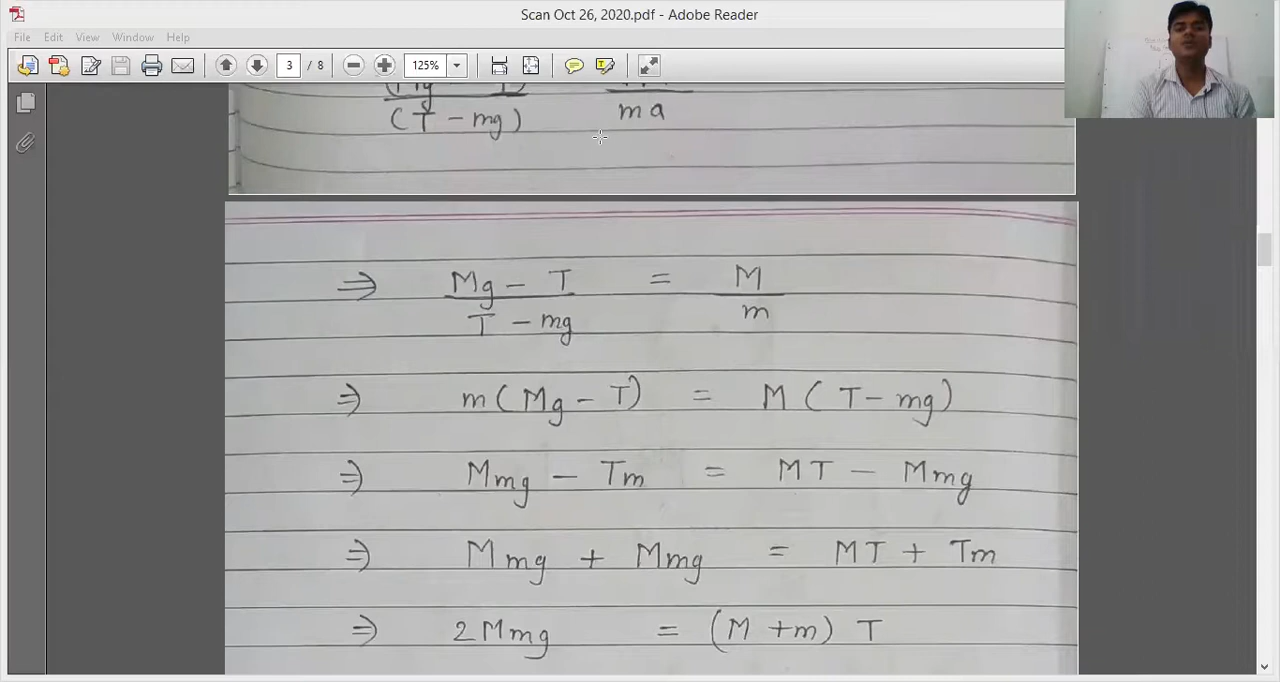 Scan Oct 26, 2020.pdf - Adobe Reader
File Edit View Window Help
3 / 8 125%
(T - mg) ma
⇒ Mg - T = M
T - mg m
⇒ m(Mg - T) = M(T - mg)
⇒ Mmg - Tm = MT - Mmg
⇒ Mmg + Mmg = MT + Tm
⇒ 2Mmg = (M + m) T